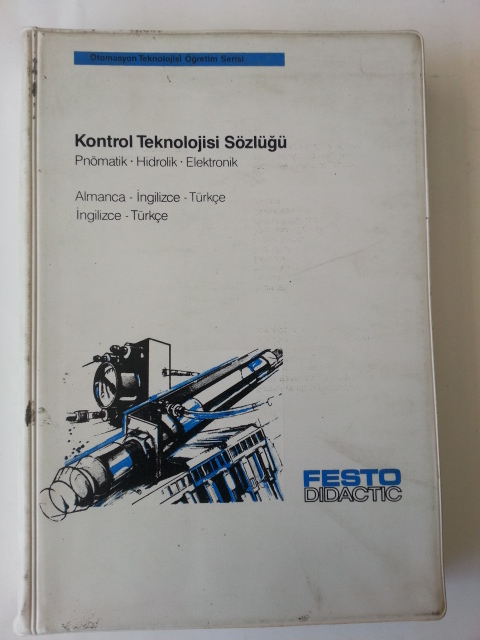 Otomasyon Teknolojisi Öğretim Serisi
Kontrol Teknolojisi Sözlüğü
Pnömatik · Hidrolik · Elektronik
Almanca - İngilizce - Türkçe
İngilizce - Türkçe
FESTO
DIDACTIC